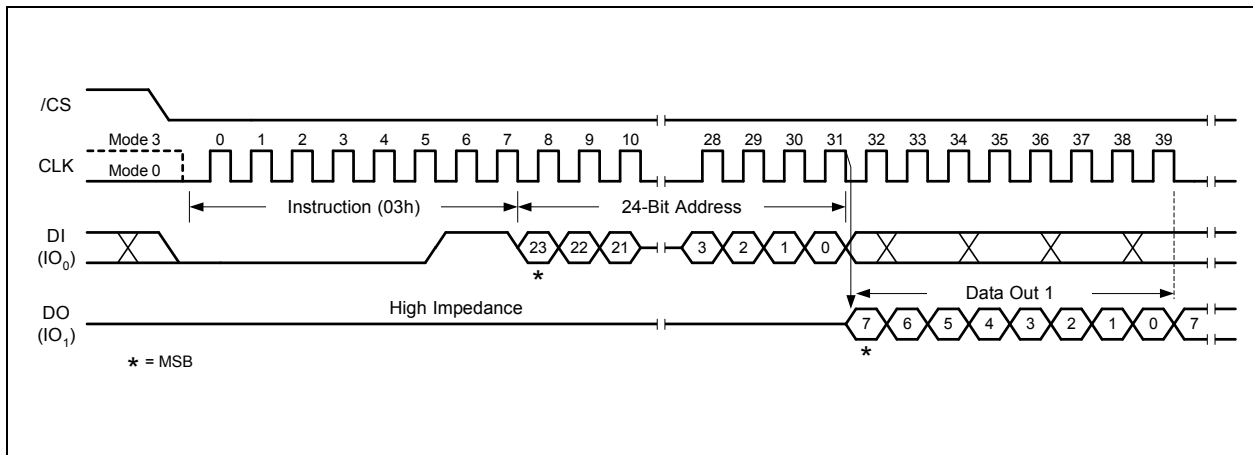 /CS
Mode 3
0 1 2 3 4 5 6 7 8 9 10 28 29 30 31 32 33 34 35 36 37 38 39
CLK
Mode 0
Instruction (03h)
24-Bit Address
DI
(IO0)
23 22 21 3 2 1 0
*
High Impedance
Data Out 1
DO
(IO1)
7 6 5 4 3 2 1 0 7
*
* = MSB